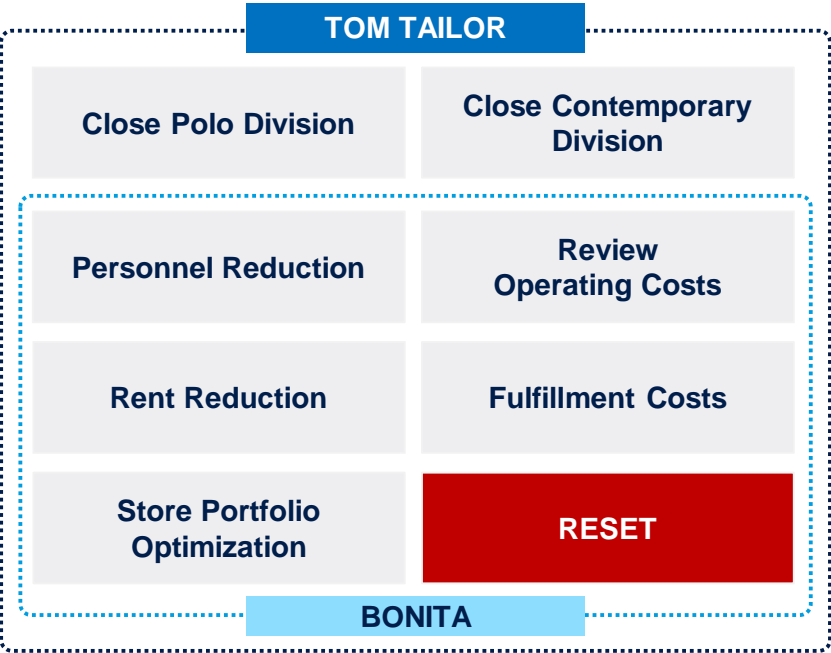 TOM TAILOR
Close Polo Division
Close Contemporary
Division
Personnel Reduction
Review
Operating Costs
Rent Reduction
Fulfillment Costs
Store Portfolio
Optimization
RESET
BONITA